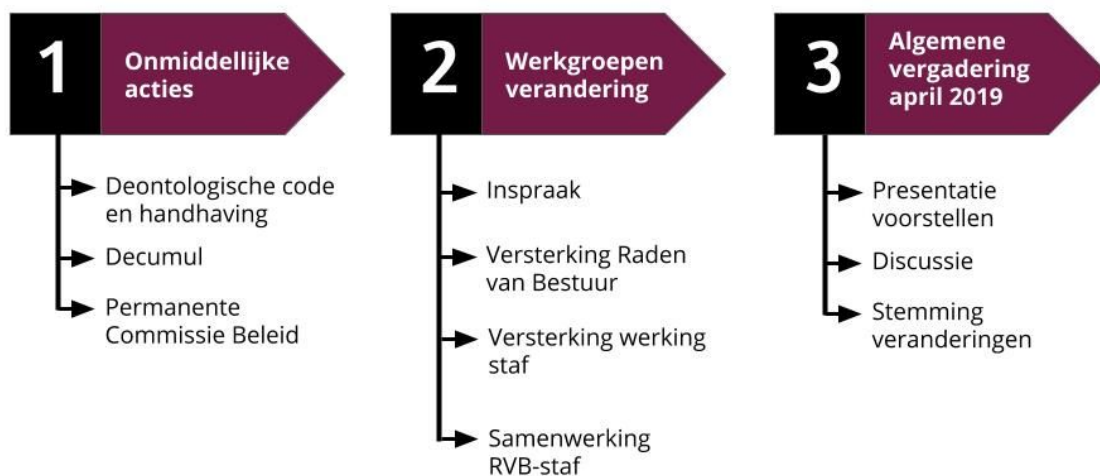 1
Onmiddellijke
acties
Deontologische code
en handhaving
Decumul
Permanente
Commissie Beleid
2
Werkgroepen
verandering
Inspraak
Versterking Raden
van Bestuur
Versterking werking
staf
Samenwerking
RVB-staf
3
Algemene
vergadering
april 2019
Presentatie
voorstellen
Discussie
Stemming
veranderingen